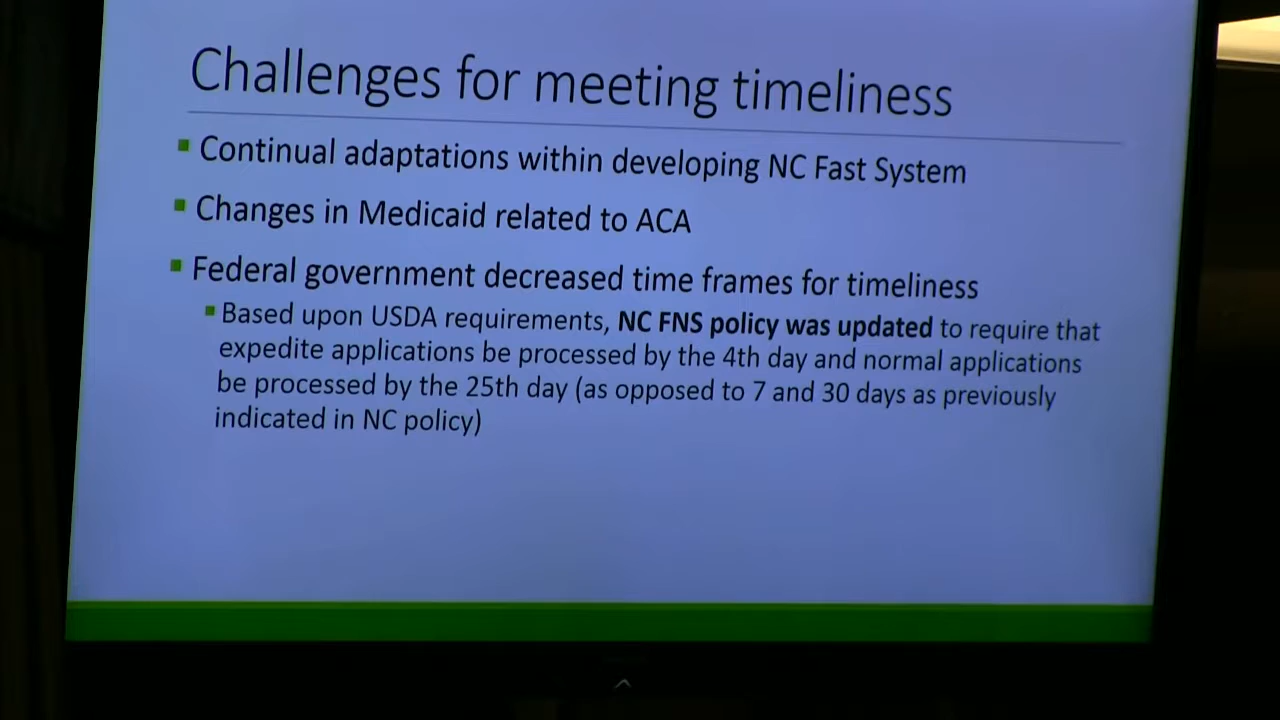 Challenges for meeting timeliness
Continual adaptations within developing NC Fast System
Changes in Medicaid related to ACA
Federal government decreased time frames for timeliness
Based upon USDA requirements, NC FNS policy was updated to require that
expedite applications be processed by the 4th day and normal applications
be processed by the 25th day (as opposed to 7 and 30 days as previously
indicated in NC policy)